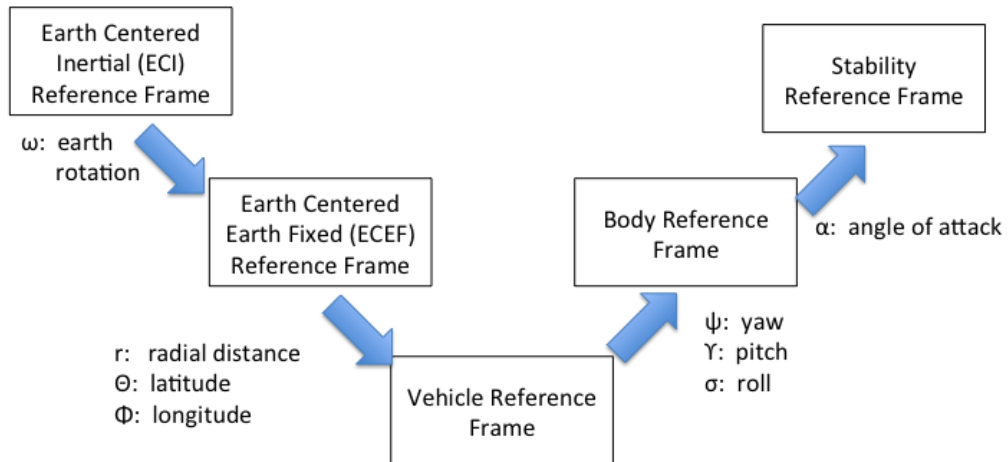 Earth Centered
Inertial (ECI)
Reference Frame
ω: earth
rotation
Earth Centered
Earth Fixed (ECEF)
Reference Frame
r: radial distance
Θ: latitude
Φ: longitude
Vehicle Reference
Frame
ψ: yaw
ϒ: pitch
σ: roll
Body Reference
Frame
α: angle of attack
Stability
Reference Frame